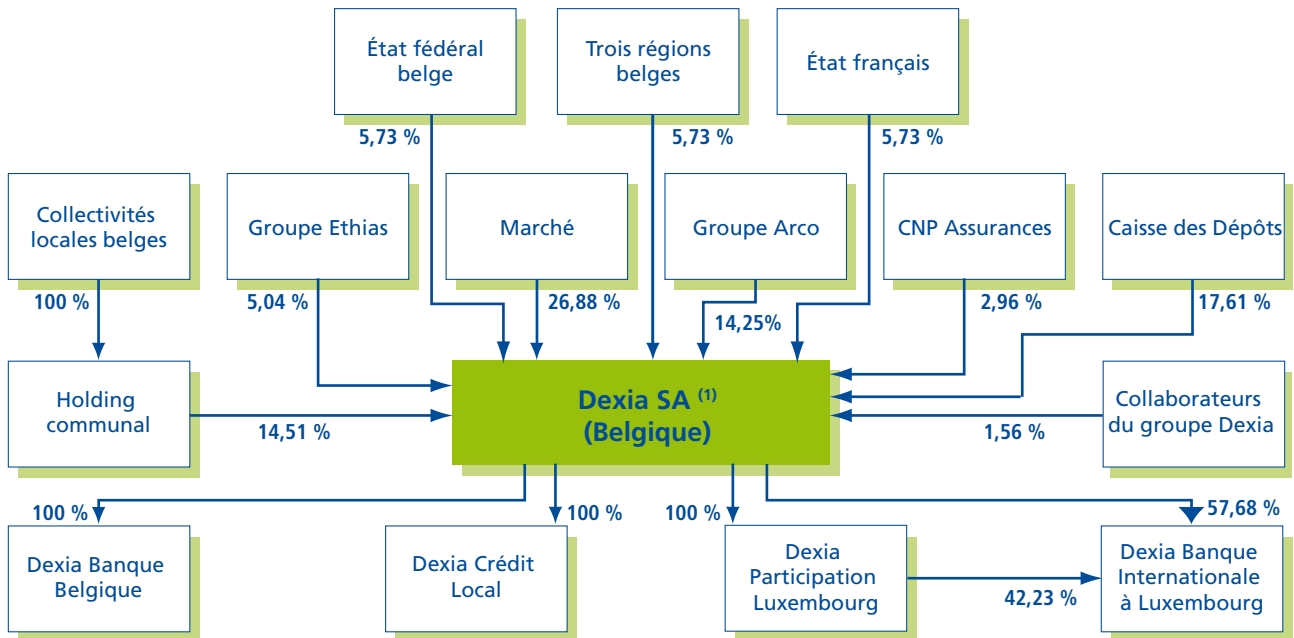 État fédéral
belge
Trois régions
belges
État français
5,73 %
5,73 %
5,73 %
Collectivités
locales belges
Groupe Ethias
Marché
Groupe Arco
CNP Assurances
Caisse des Dépôts
100 %
5,04 %
26,88 %
14,25%
2,96 %
17,61 %
Holding
communal
14,51 %
Dexia SA (1)
(Belgique)
1,56 %
Collaborateurs
du groupe Dexia
100 %
100 %
100 %
57,68 %
Dexia Banque
Belgique
Dexia Crédit
Local
Dexia
Participation
Luxembourg
42,23 %
Dexia Banque
Internationale
à Luxembourg